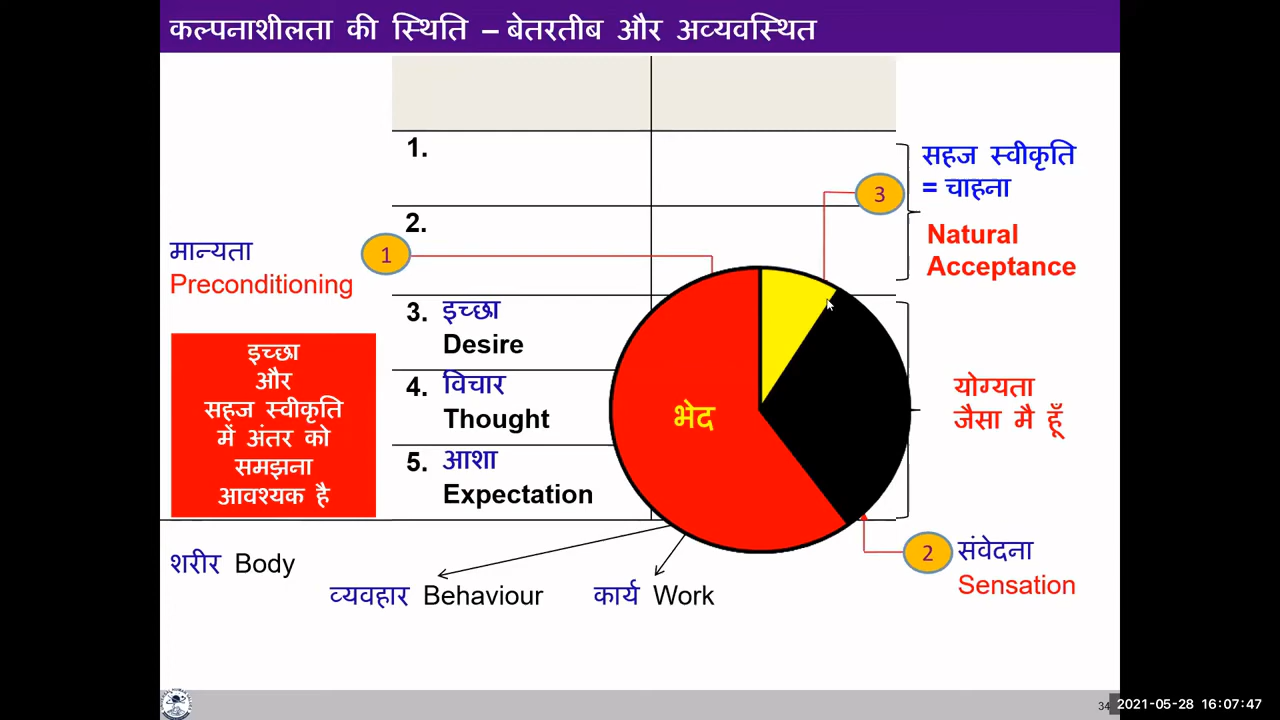 कल्पनाशीलता की स्थिति – बेतरतीब और अव्यवस्थित
1.
2.
3. इच्छा
Desire
4. विचार
Thought
5. आशा
Expectation
मान्यता
Preconditioning
1
इच्छा
और
सहज स्वीकृति
में अंतर को
समझना
आवश्यक है
भेद
3
सहज स्वीकृति
= चाहना
Natural
Acceptance
योग्यता
जैसा मै हूँ
2
संवेदना
Sensation
शरीर Body
व्यवहार Behaviour
कार्य Work
34
2021-05-28 16:07:47